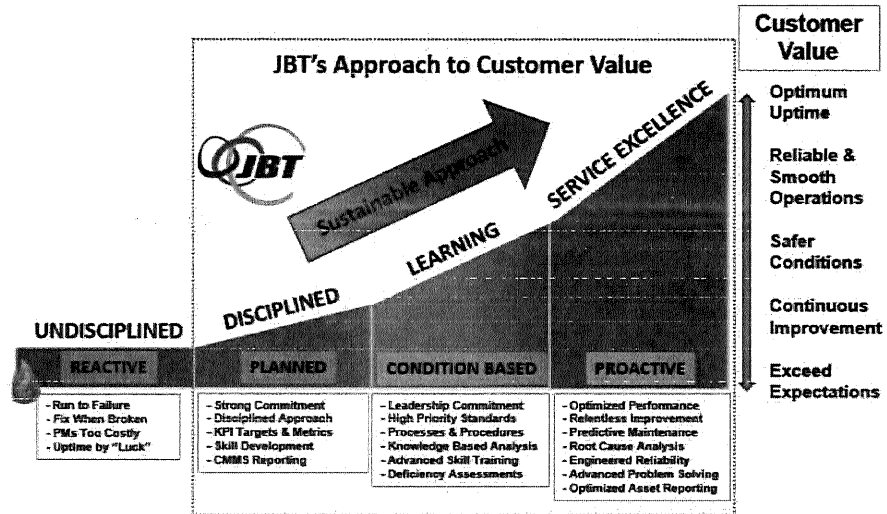 Customer
Value
JBT's Approach to Customer Value
JBT
Sustainable Approach
UNDISCIPLINED
DISCIPLINED
LEARNING
SERVICE EXCELLENCE
REACTIVE
PLANNED
CONDITION BASED
PROACTIVE
- Run to Failure
- Fix When Broken
- PMs Too Costly
- Uptime by "Luck"
- Strong Commitment
- Disciplined Approach
- KPI Targets & Metrics
- Skill Development
- CMMS Reporting
- Leadership Commitment
- High Priority Standards
- Processes & Procedures
- Knowledge Based Analysis
- Advanced Skill Training
- Deficiency Assessments
- Optimized Performance
- Relentless Improvement
- Predictive Maintenance
- Root Cause Analysis
- Engineered Reliability
- Advanced Problem Solving
- Optimized Asset Reporting
Optimum
Uptime
Reliable &
Smooth
Operations
Safer
Conditions
Continuous
Improvement
Exceed
Expectations